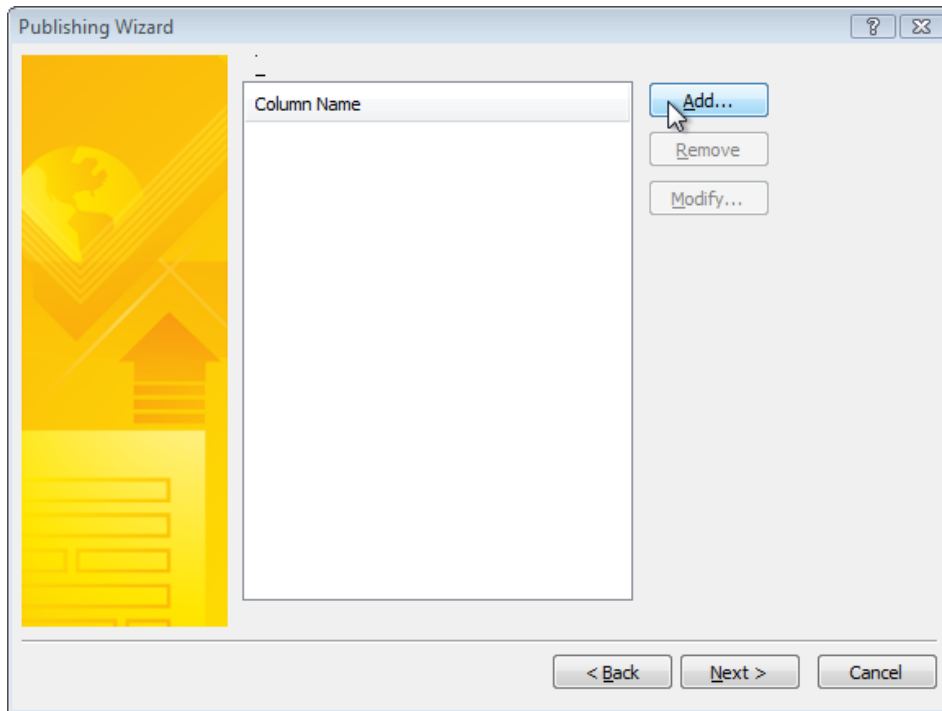 Publishing Wizard
Column Name
Add...
Remove
Modify...
< Back
Next >
Cancel